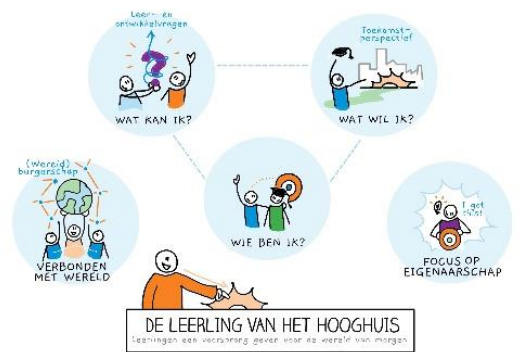 Leer- en
ontwikkelvragen
WAT KAN IK?
Toekomst-
perspectief
WAT WIL IK?
(Wereld)
burgerschap
VERBONDEN
MET WERELD
WIE BEN IK?
I got
this!
FOCUS OP
EIGENAARSCHAP
DE LEERLING VAN HET HOOGHUIS
Leerlingen een voorsprong geven voor de wereld van morgen